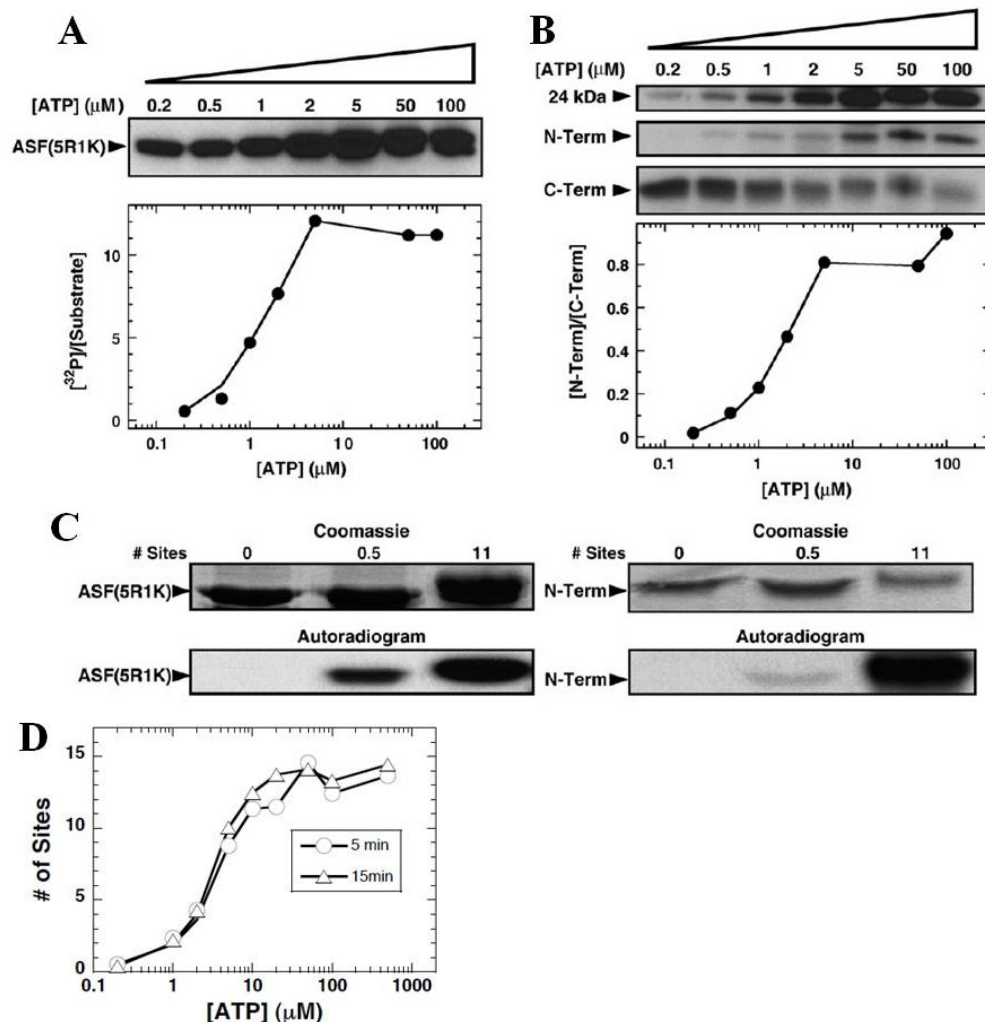 A
[ATP] (μM) 0.2 0.5 1 2 5 50 100
ASF(5R1K)
10
5
0
[³²P]/[Substrate]
0.1 1 10 100
[ATP] (μM)
B
[ATP] (μM) 0.2 0.5 1 2 5 50 100
24 kDa
N-Term
C-Term
0.8
0.6
0.4
0.2
0
[N-Term]/[C-Term]
0.1 1 10 100
[ATP] (μM)
C
Coomassie
# Sites 0 0.5 11
ASF(5R1K)
Autoradiogram
ASF(5R1K)
Coomassie
# Sites 0 0.5 11
N-Term
Autoradiogram
N-Term
D
15
10
5
0
# of Sites
5 min
15min
0.1 1 10 100 1000
[ATP] (μM)